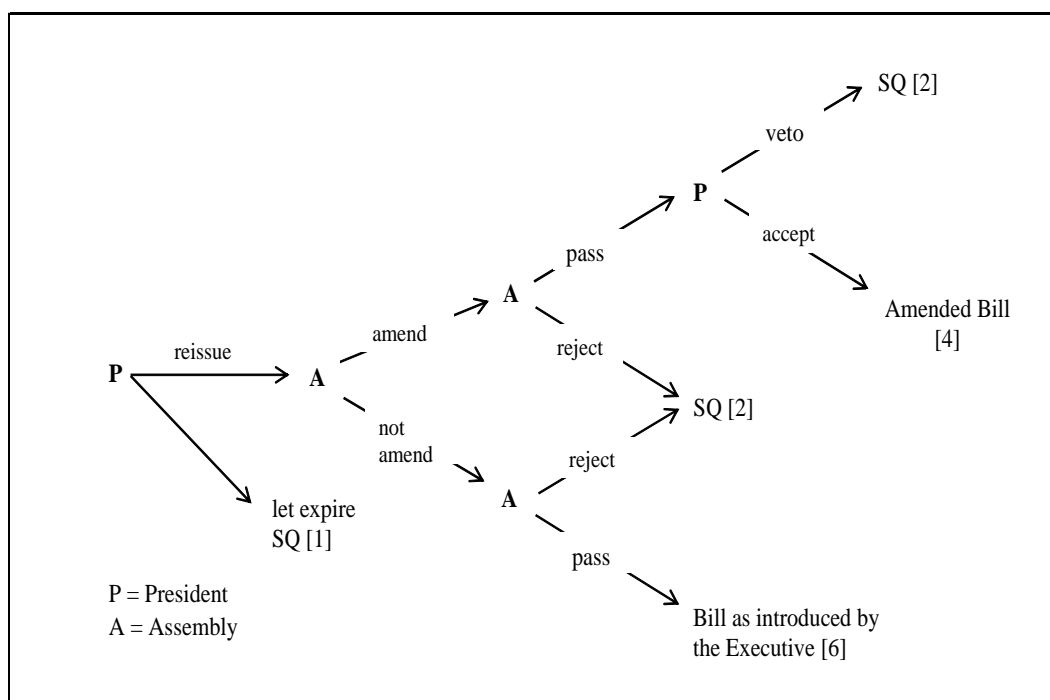 SQ [2]
veto
P
accept
pass
A
Amended Bill
[4]
amend
reject
reissue
P
A
SQ [2]
not
amend
reject
A
let expire
SQ [1]
pass
P = President
A = Assembly
Bill as introduced by
the Executive [6]